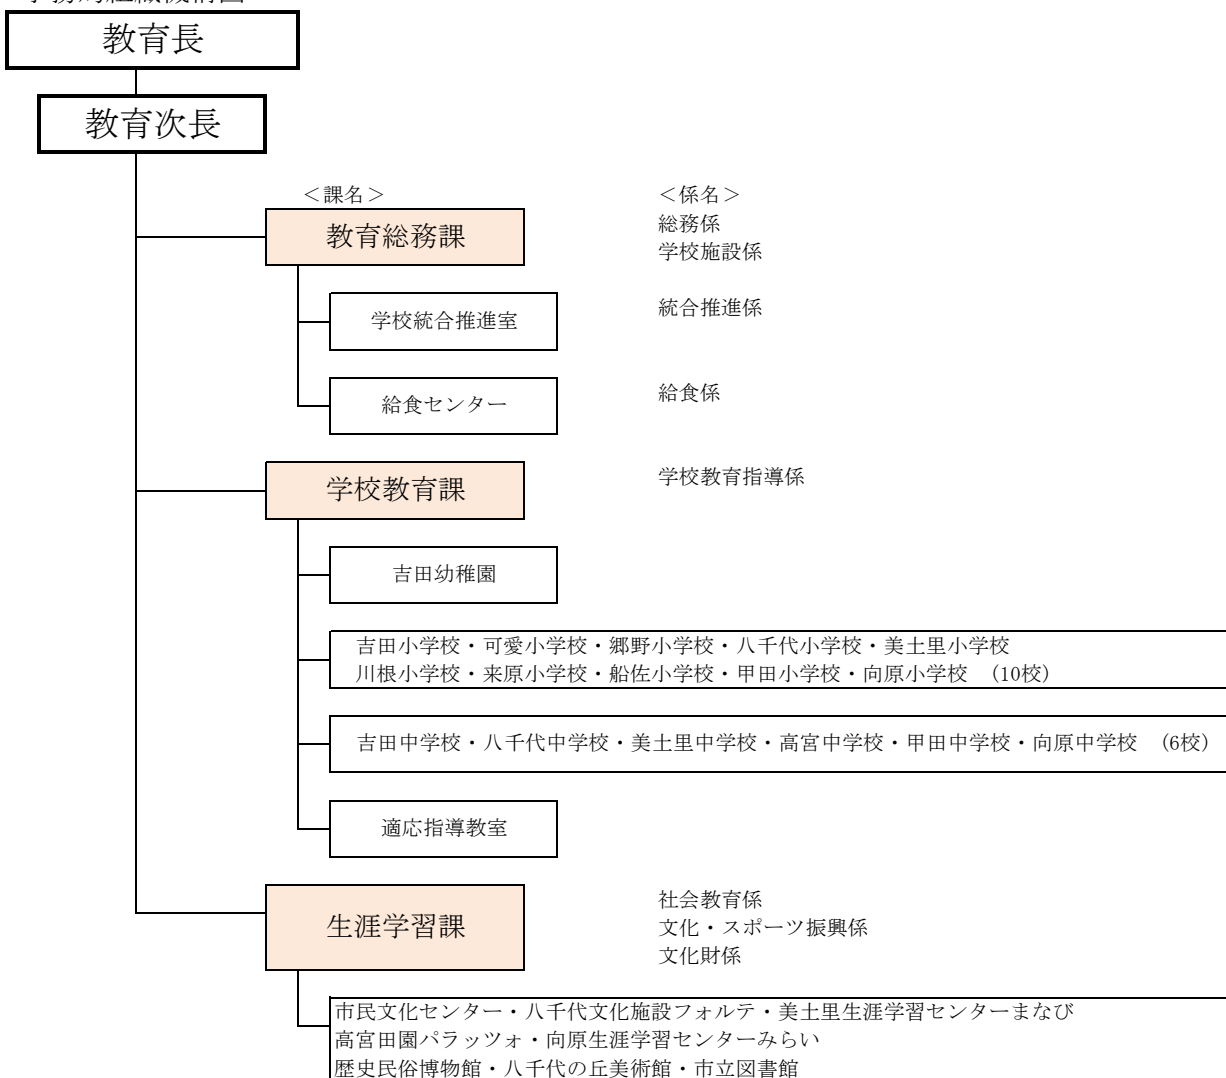 事務局組織機構図
教育長
教育次長
＜課名＞ ＜係名＞
教育総務課 総務係
学校施設係
学校統合推進室 統合推進係
給食センター 給食係
学校教育課 学校教育指導係
吉田幼稚園
吉田小学校・可愛小学校・郷野小学校・八千代小学校・美土里小学校
川根小学校・来原小学校・船佐小学校・甲田小学校・向原小学校 (10校)
吉田中学校・八千代中学校・美土里中学校・高宮中学校・甲田中学校・向原中学校 (6校)
適応指導教室
生涯学習課 社会教育係
文化・スポーツ振興係
文化財係
市民文化センター・八千代文化施設フォルテ・美土里生涯学習センターまなび
高宮田園パラッツォ・向原生涯学習センターみらい
歴史民俗博物館・八千代の丘美術館・市立図書館